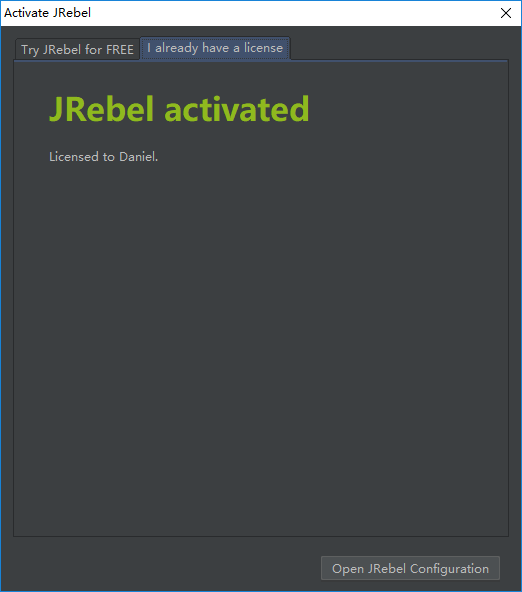 Activate JRebel
Try JRebel for FREE
I already have a license
JRebel activated
Licensed to Daniel.
Open JRebel Configuration